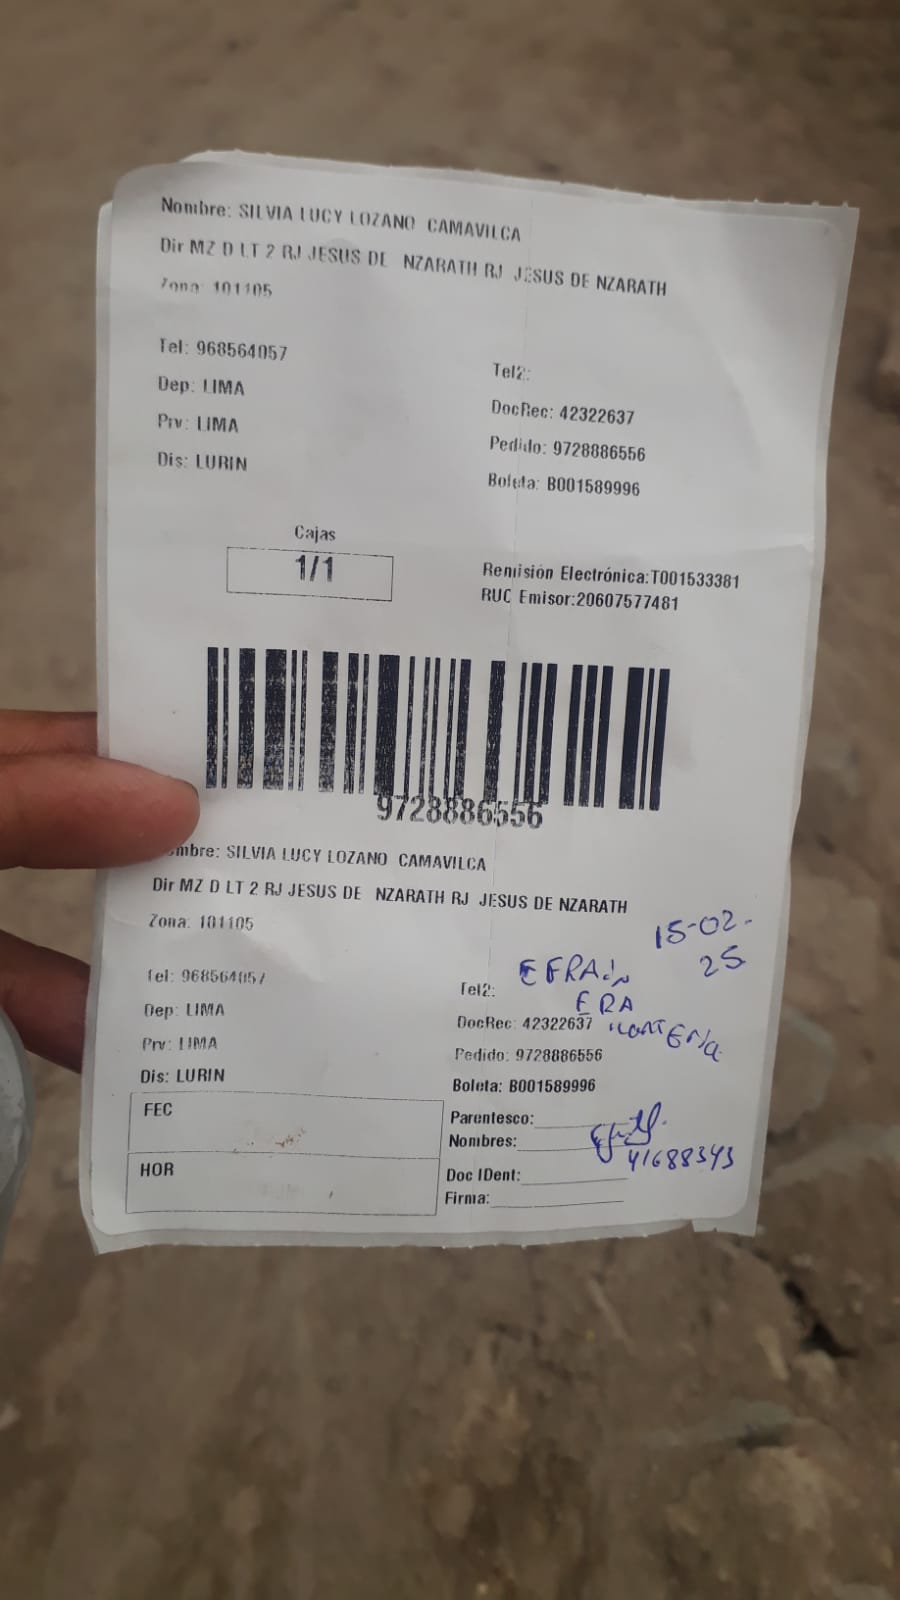 Nombre: SILVIA LUCY LOZANO CAMAVILCA
Dir MZ D LT 2 RJ JESUS DE NZARATH RJ JESUS DE NZARATH
Zona: 101105
Tel: 968564057
Tel2:
Dep: LIMA
DocRec: 42322637
Prv: LIMA
Pedido: 9728886556
Dis: LURIN
Boleta: B001589996
Cajas
1/1
Remisión Electrónica:T001533381
RUC Emisor:20607577481
9728886556
mbre: SILVIA LUCY LOZANO CAMAVILCA
Dir MZ D LT 2 RJ JESUS DE NZARATH RJ JESUS DE NZARATH
Zona: 101105
15-02-
25
Tel: 968564057
Tel2:
EFRAIN
ERA
Dep: LIMA
DocRec: 42322637
Prv: LIMA
Pedido: 9728886556
Dis: LURIN
Boleta: B001589996
FEC
Parentesco:
Nombres:
41688343
HOR
Doc IDent:
Firma: